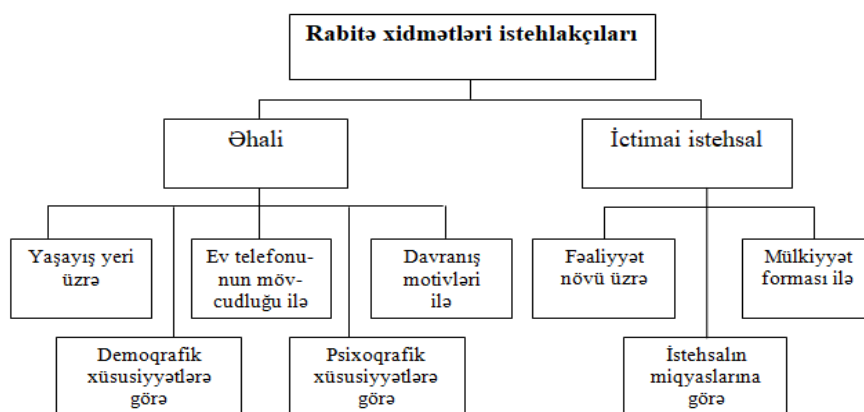 Rabitə xidmətləri istehlakçıları
Əhali
İctimai istehsal
Yaşayış yeri
üzrə
Ev telefonu-
nun möv-
cudluğu ilə
Davranış
motivləri
ilə
Fəaliyyət
növü üzrə
Mülkiyyət
forması ilə
Demoqrafik
xüsusiyyətlərə
görə
Psixoqrafik
xüsusiyyətlərə
görə
İstehsalın
miqyaslarına
görə